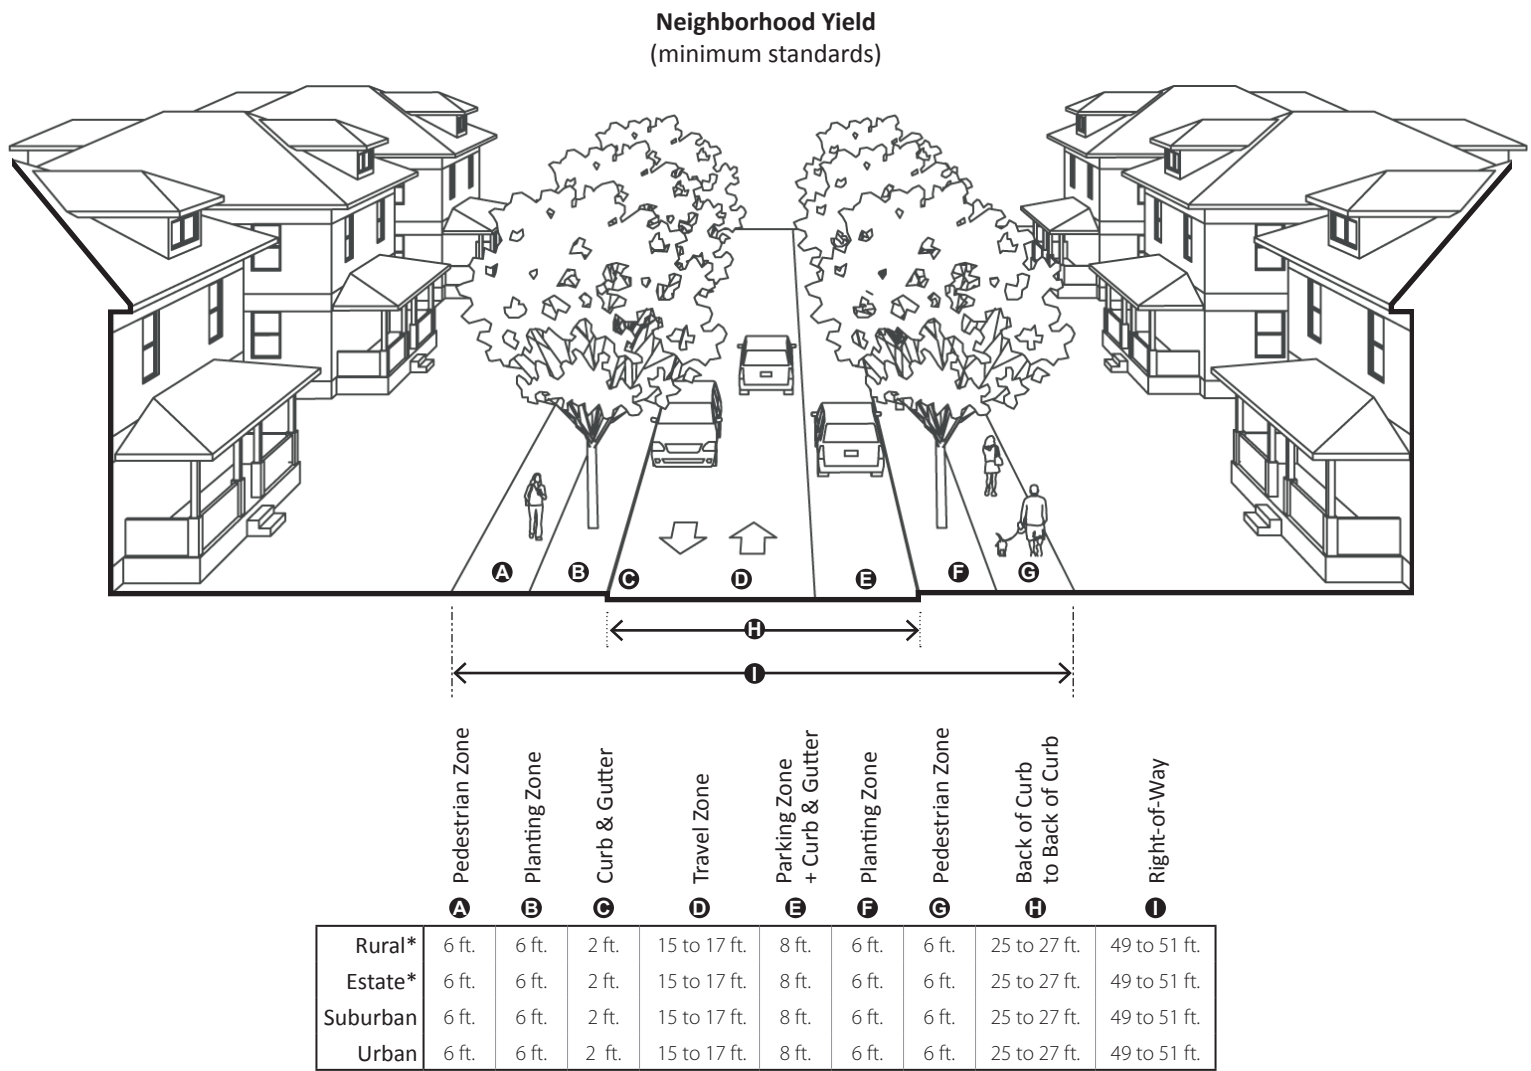 Neighborhood Yield
(minimum standards)
A B C D E F G
H
I
Pedestrian Zone
Planting Zone
Curb & Gutter
Travel Zone
Parking Zone
+ Curb & Gutter
Planting Zone
Pedestrian Zone
Back of Curb
to Back of Curb
Right-of-Way
A B C D E F G H I
Rural* 6 ft. 6 ft. 2 ft. 15 to 17 ft. 8 ft. 6 ft. 6 ft. 25 to 27 ft. 49 to 51 ft.
Estate* 6 ft. 6 ft. 2 ft. 15 to 17 ft. 8 ft. 6 ft. 6 ft. 25 to 27 ft. 49 to 51 ft.
Suburban 6 ft. 6 ft. 2 ft. 15 to 17 ft. 8 ft. 6 ft. 6 ft. 25 to 27 ft. 49 to 51 ft.
Urban 6 ft. 6 ft. 2 ft. 15 to 17 ft. 8 ft. 6 ft. 6 ft. 25 to 27 ft. 49 to 51 ft.